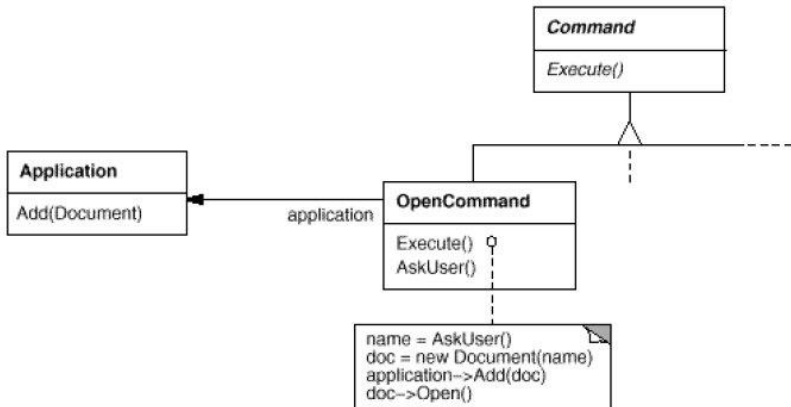 Command
Execute()
Application
Add(Document)
application
OpenCommand
Execute()
AskUser()
name = AskUser()
doc = new Document(name)
application->Add(doc)
doc->Open()